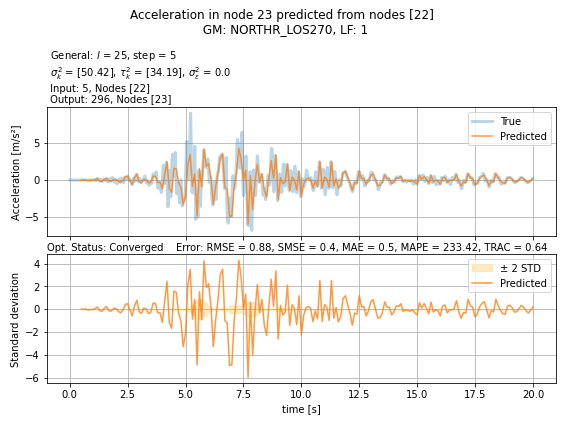 Acceleration in node 23 predicted from nodes [22]
GM: NORTHR_LOS270, LF: 1
General: l = 25, step = 5
σ²ₖ = [50.42], τ²ₖ = [34.19], σ²ε = 0.0
Input: 5, Nodes [22]
Output: 296, Nodes [23]
Acceleration [m/s²]
5
0
−5
True
Predicted
Opt. Status: Converged    Error: RMSE = 0.88, SMSE = 0.4, MAE = 0.5, MAPE = 233.42, TRAC = 0.64
Standard deviation
4
2
0
−2
−4
−6
± 2 STD
Predicted
0.0 2.5 5.0 7.5 10.0 12.5 15.0 17.5 20.0
time [s]